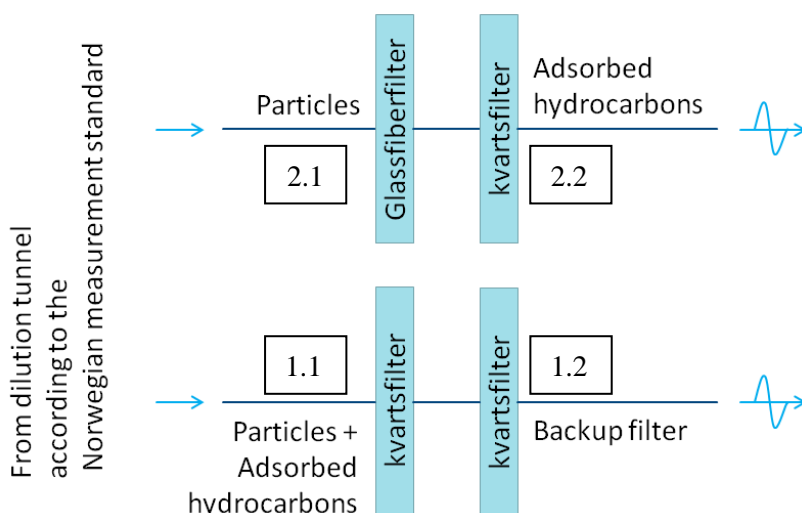 From dilution tunnel
according to the
Norwegian measurement standard
Particles
2.1
Glassfiberfilter
kvartsfilter
Adsorbed
hydrocarbons
2.2
1.1
Particles +
Adsorbed
hydrocarbons
kvartsfilter
kvartsfilter
1.2
Backup filter